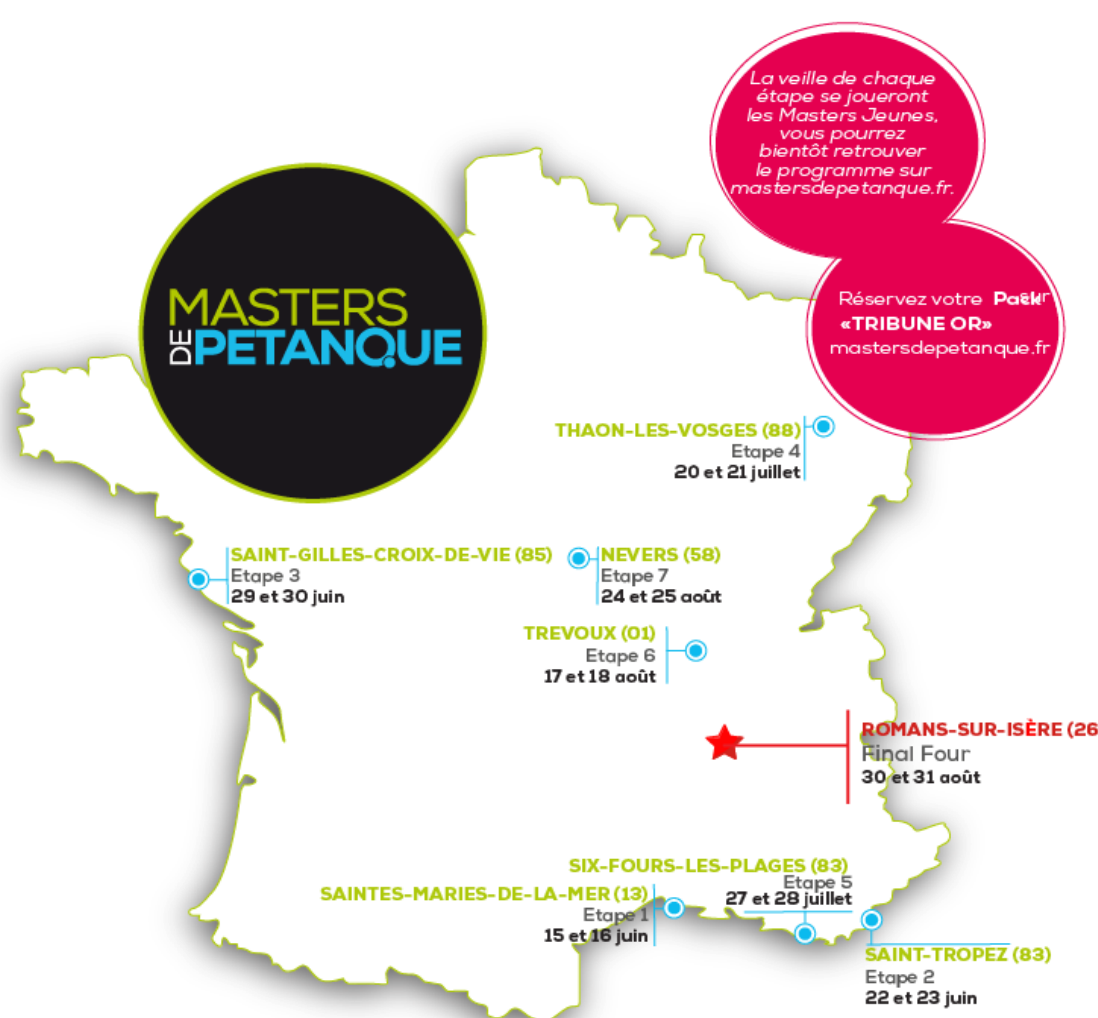 La veille de chaque
étape se joueront
les Masters Jeunes,
vous pourrez
bientôt retrouver
le programme sur
mastersdepetanque.fr.
MASTERS
DE PETANQUE
Réservez votre Pack sur
«TRIBUNE OR»
mastersdepetanque.fr
THAON-LES-VOSGES (88)
Etape 4
20 et 21 juillet
SAINT-GILLES-CROIX-DE-VIE (85)
Etape 3
29 et 30 juin
NEVERS (58)
Etape 7
24 et 25 août
TREVOUX (01)
Etape 6
17 et 18 août
ROMANS-SUR-ISÈRE (26
Final Four
30 et 31 août
SIX-FOURS-LES-PLAGES (83)
Etape 5
27 et 28 juillet
SAINTES-MARIES-DE-LA-MER (13)
Etape 1
15 et 16 juin
SAINT-TROPEZ (83)
Etape 2
22 et 23 juin